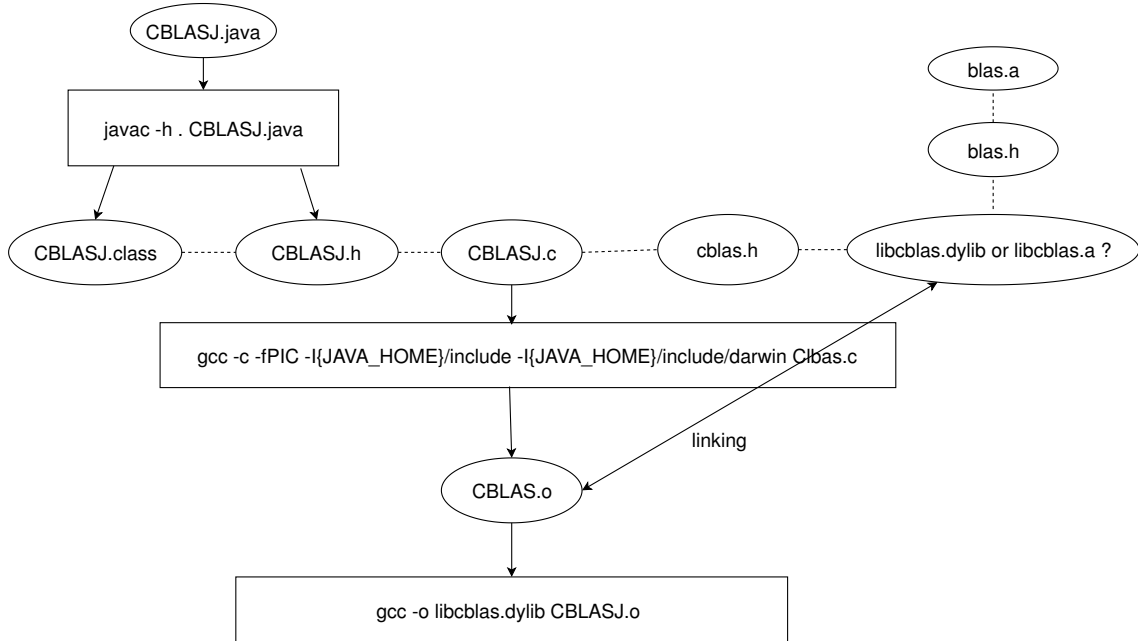 CBLASJ.java
blas.a
javac -h . CBLASJ.java
blas.h
CBLASJ.class
CBLASJ.h
CBLASJ.c
cblas.h
libcblas.dylib or libcblas.a ?
gcc -c -fPIC -I{JAVA_HOME}/include -I{JAVA_HOME}/include/darwin Clbas.c
linking
CBLAS.o
gcc -o libcblas.dylib CBLASJ.o